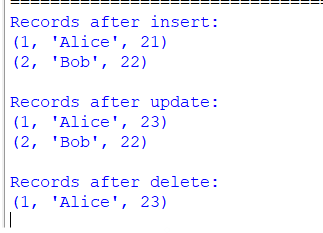 Records after insert:
(1, 'Alice', 21)
(2, 'Bob', 22)

Records after update:
(1, 'Alice', 23)
(2, 'Bob', 22)

Records after delete:
(1, 'Alice', 23)